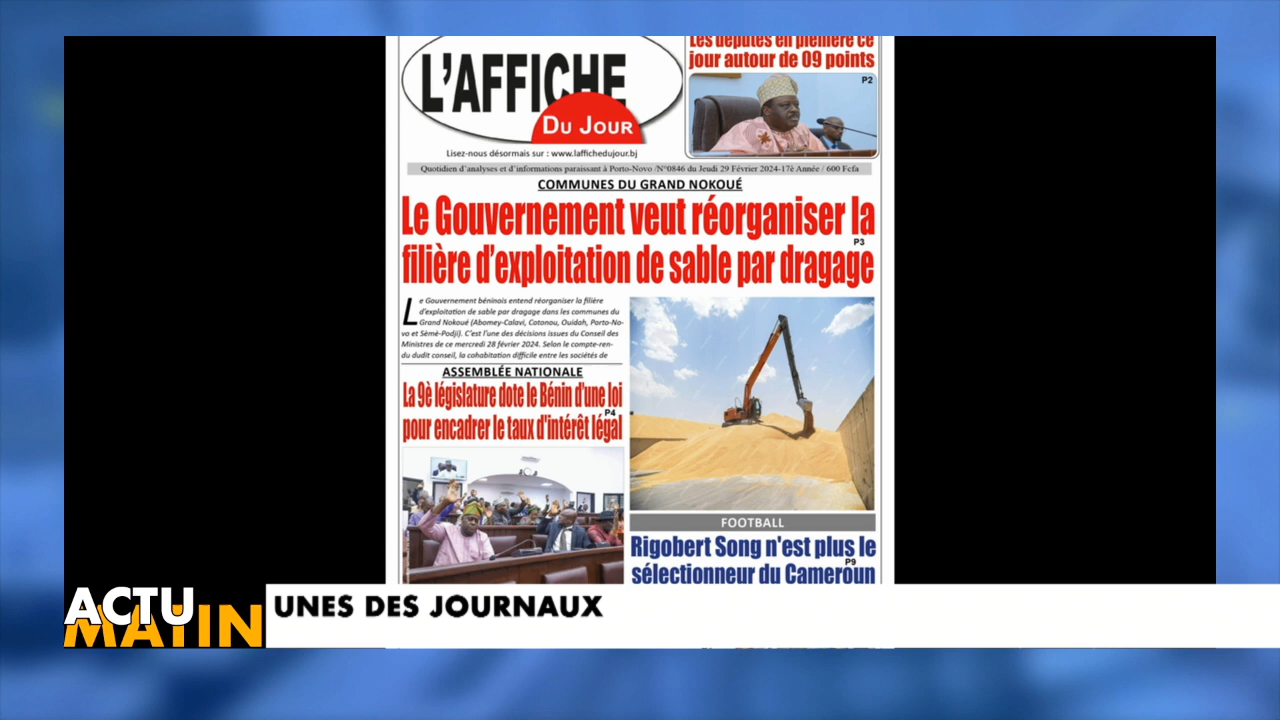 L'AFFICHE
Du Jour
Lisez-nous désormais sur : www.laffichedujour.bj
Les députés en plénière ce
jour autour de 09 points
P2
Quotidien d'analyses et d'informations paraissant à Porto-Novo /N°0846 du Jeudi 29 Février 2024-17è Année / 600 Fcfa
COMMUNES DU GRAND NOKOUÉ
Le Gouvernement veut réorganiser la
P3
filière d'exploitation de sable par dragage
Le Gouvernement béninois entend réorganiser la filière
d'exploitation de sable par dragage dans les communes du
Grand Nokoué (Abomey-Calavi, Cotonou, Ouidah, Porto-No-
vo et Sèmè-Podji). C'est l'une des décisions issues du Conseil des
Ministres de ce mercredi 28 février 2024. Selon le compte-ren-
du dudit conseil, la cohabitation difficile entre les sociétés de
ASSEMBLÉE NATIONALE
La 9è législature dote le Bénin d'une loi
P4
pour encadrer le taux d'intérêt légal
FOOTBALL
Rigobert Song n'est plus le
P9
sélectionneur du Cameroun
ACTU
MATIN
UNES DES JOURNAUX